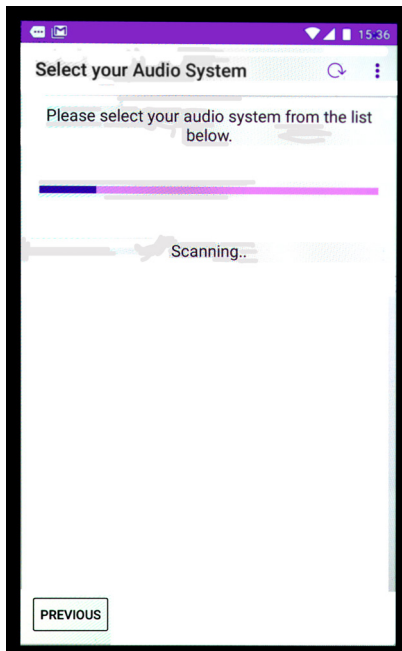 15:36
Select your Audio System
Please select your audio system from the list
below.
Scanning..
PREVIOUS